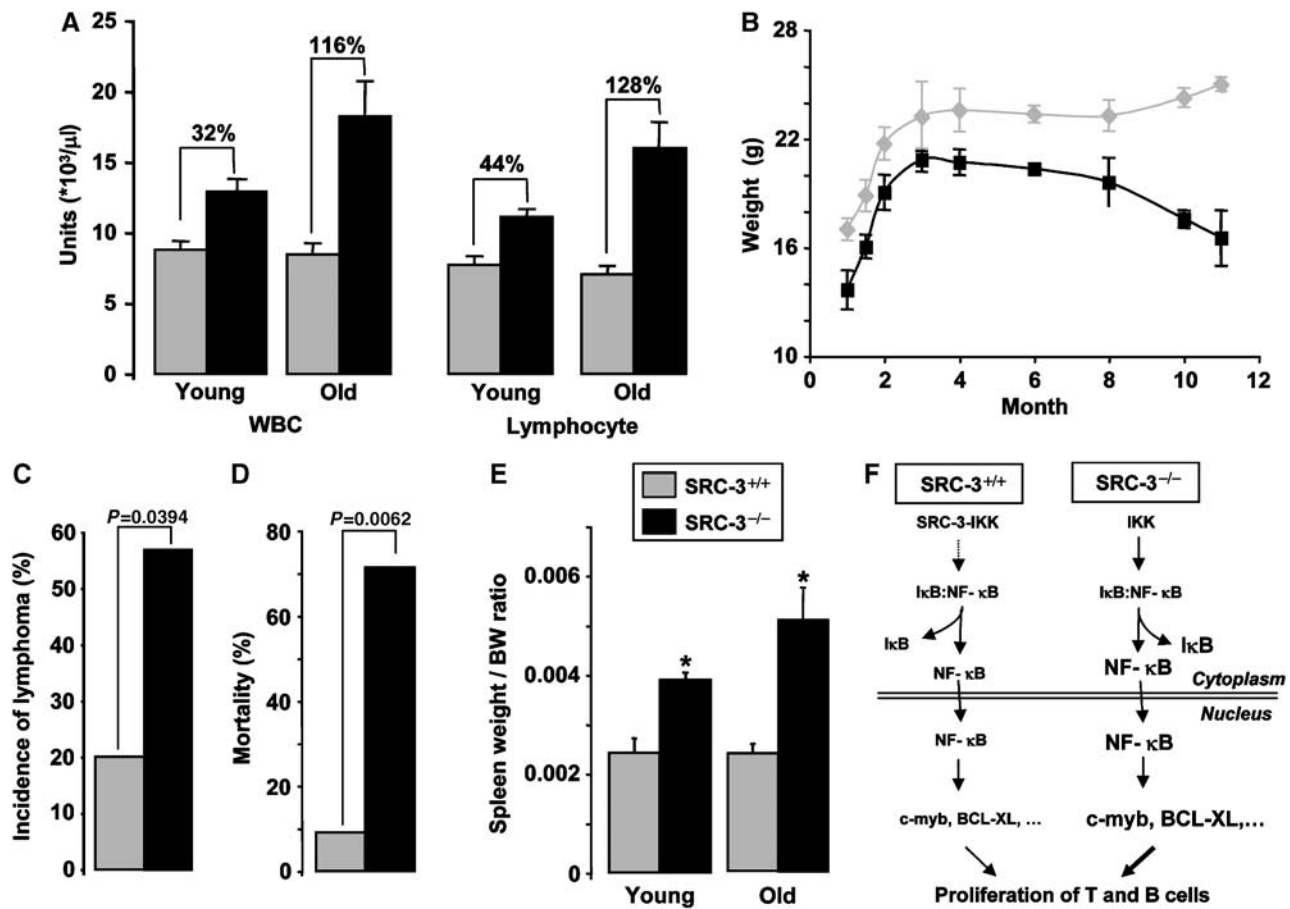 A
25
20
15
10
5
0
Units (*10³/µl)
32%
116%
44%
128%
Young
Old
Young
Old
WBC
Lymphocyte
B
28
22
16
10
Weight (g)
0
2
4
6
8
10
12
Month
C
P=0.0394
60
50
40
30
20
10
0
Incidence of lymphoma (%)
D
P=0.0062
80
60
40
20
0
Mortality (%)
E
SRC-3+/+
SRC-3−/−
0.006
0.004
0.002
0
Spleen weight / BW ratio
*
*
Young
Old
F
SRC-3+/+
SRC-3−/−
SRC-3-IKK
IKK
IκB:NF- κB
IκB:NF- κB
IκB
IκB
NF- κB
NF- κB
Cytoplasm
Nucleus
NF- κB
NF- κB
c-myb, BCL-XL, ...
c-myb, BCL-XL,...
Proliferation of T and B cells